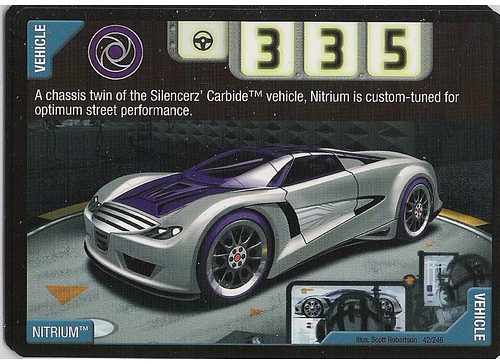 VEHICLE
3 3 5
A chassis twin of the Silencerz' Carbide™ vehicle, Nitrium is custom-tuned for
optimum street performance.
NITRIUM™
Illus. Scott Robertson 42/246
VEHICLE